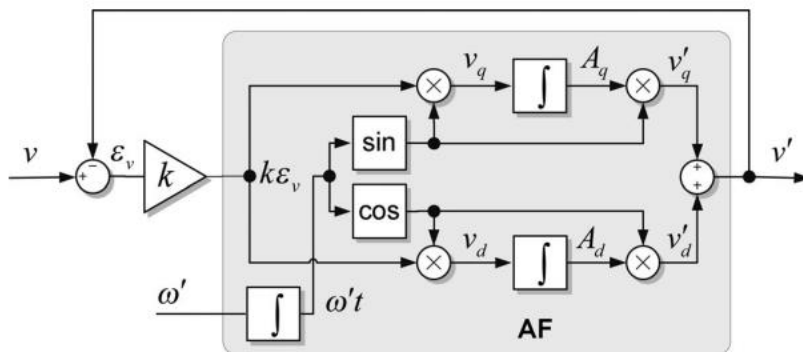 v_q
A_q
v'_q
∫
sin
v
ε_v
k
kε_v
v'
cos
v_d
A_d
v'_d
∫
ω'
∫
ω't
AF